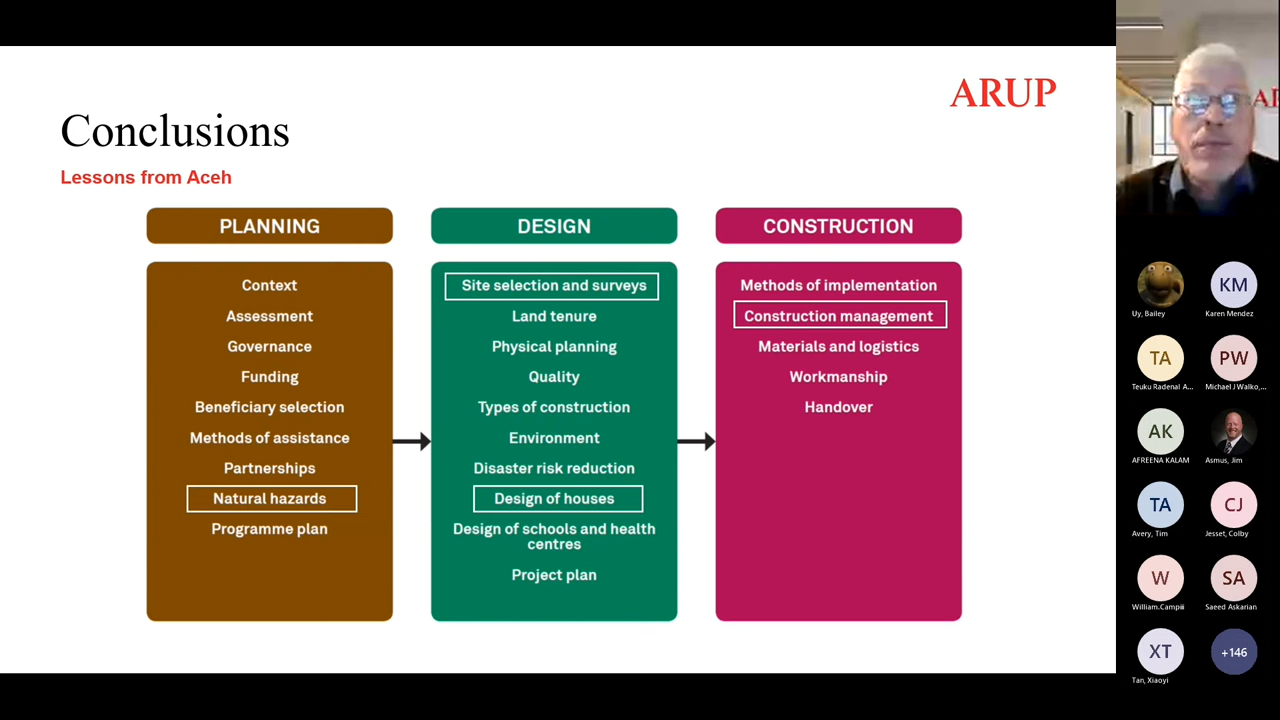 ARUP
Conclusions
Lessons from Aceh
PLANNING
Context
Assessment
Governance
Funding
Beneficiary selection
Methods of assistance
Partnerships
Natural hazards
Programme plan
DESIGN
Site selection and surveys
Land tenure
Physical planning
Quality
Types of construction
Environment
Disaster risk reduction
Design of houses
Design of schools and health
centres
Project plan
CONSTRUCTION
Methods of implementation
Construction management
Materials and logistics
Workmanship
Handover
Uy, Bailey
KM
Karen Mendez
TA
Teuku Radenal A...
PW
Michael J Walko,...
AK
AFREENA KALAM
Asmus, Jim
TA
Avery, Tim
CJ
Jesset, Colby
W
William.Campiii
SA
Saeed Askarian
XT
Tan, Xiaoyi
+146